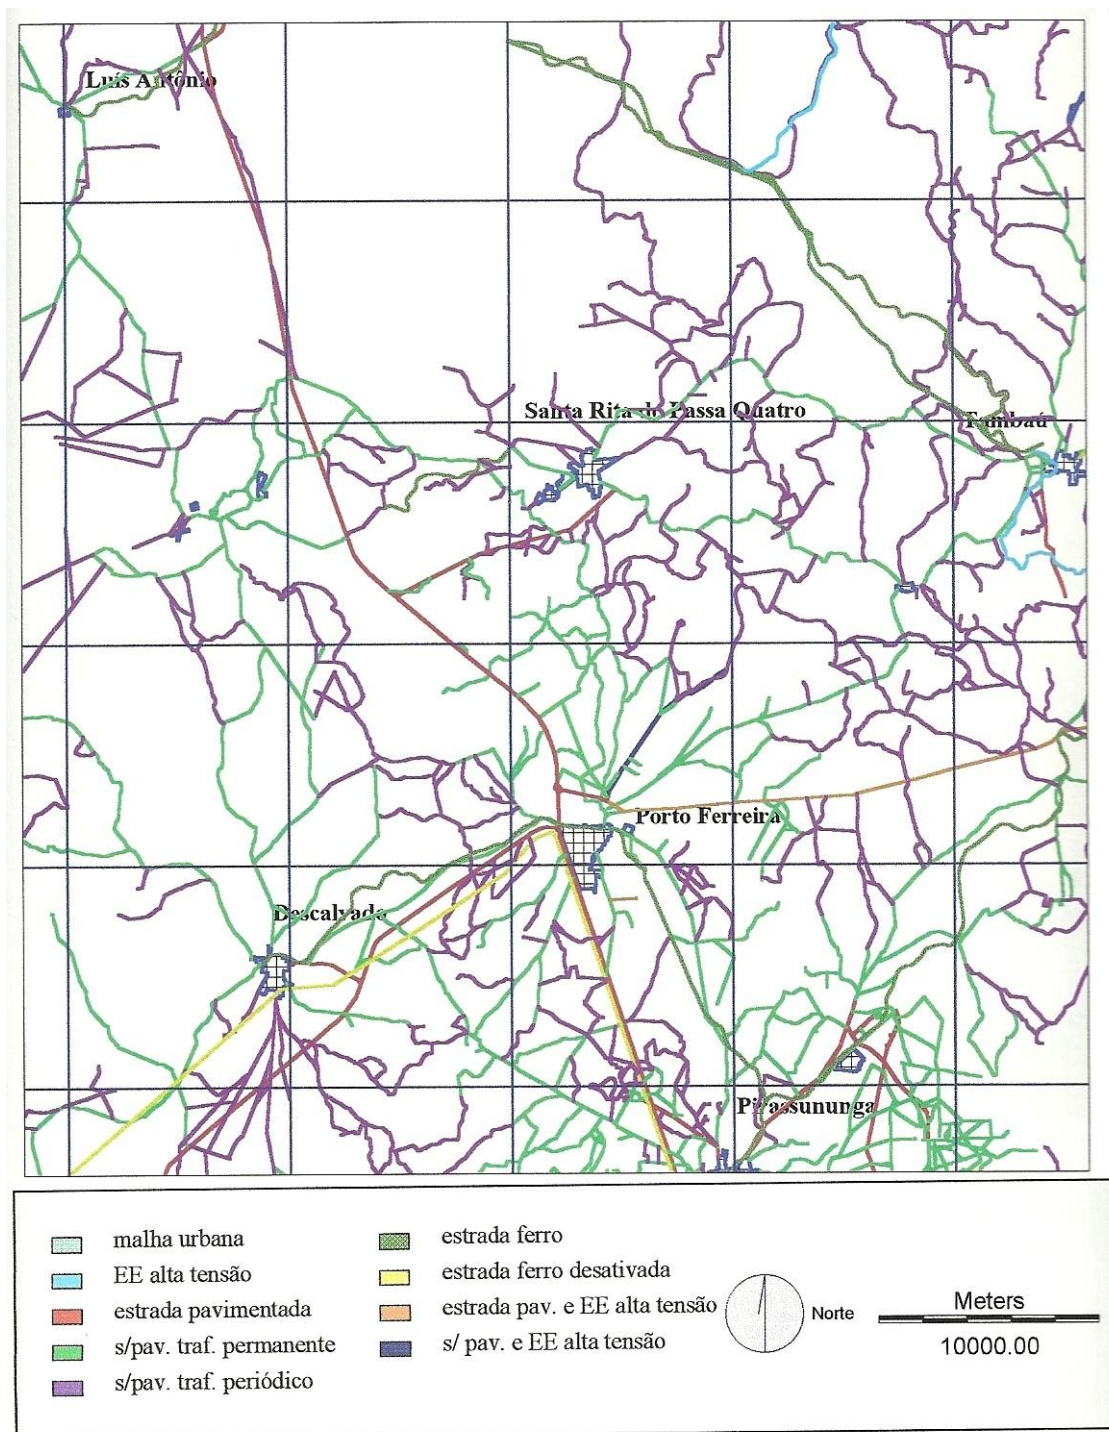 Luís Antônio
Santa Rita do Passa Quatro
Tambaú
Porto Ferreira
Descalvado
Pirassununga
malha urbana
EE alta tensão
estrada pavimentada
s/pav. traf. permanente
s/pav. traf. periódico
estrada ferro
estrada ferro desativada
estrada pav. e EE alta tensão
s/ pav. e EE alta tensão
Norte
Meters
10000.00